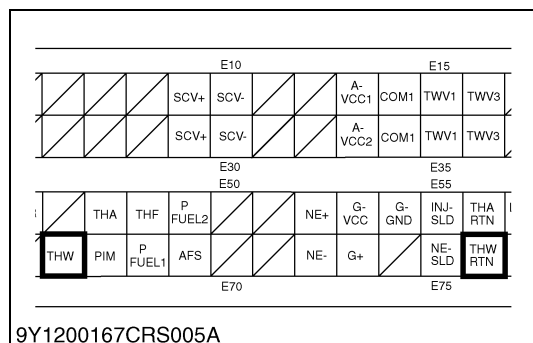 E10 E15
SCV+ SCV- A-VCC1 COM1 TWV1 TWV3
SCV+ SCV- A-VCC2 COM1 TWV1 TWV3
E30 E35
E50 E55
THA THF P FUEL2 NE+ G-VCC G-GND INJ-SLD THA RTN
THW PIM P FUEL1 AFS NE- G+ NE-SLD THW RTN
E70 E75
9Y1200167CRS005A